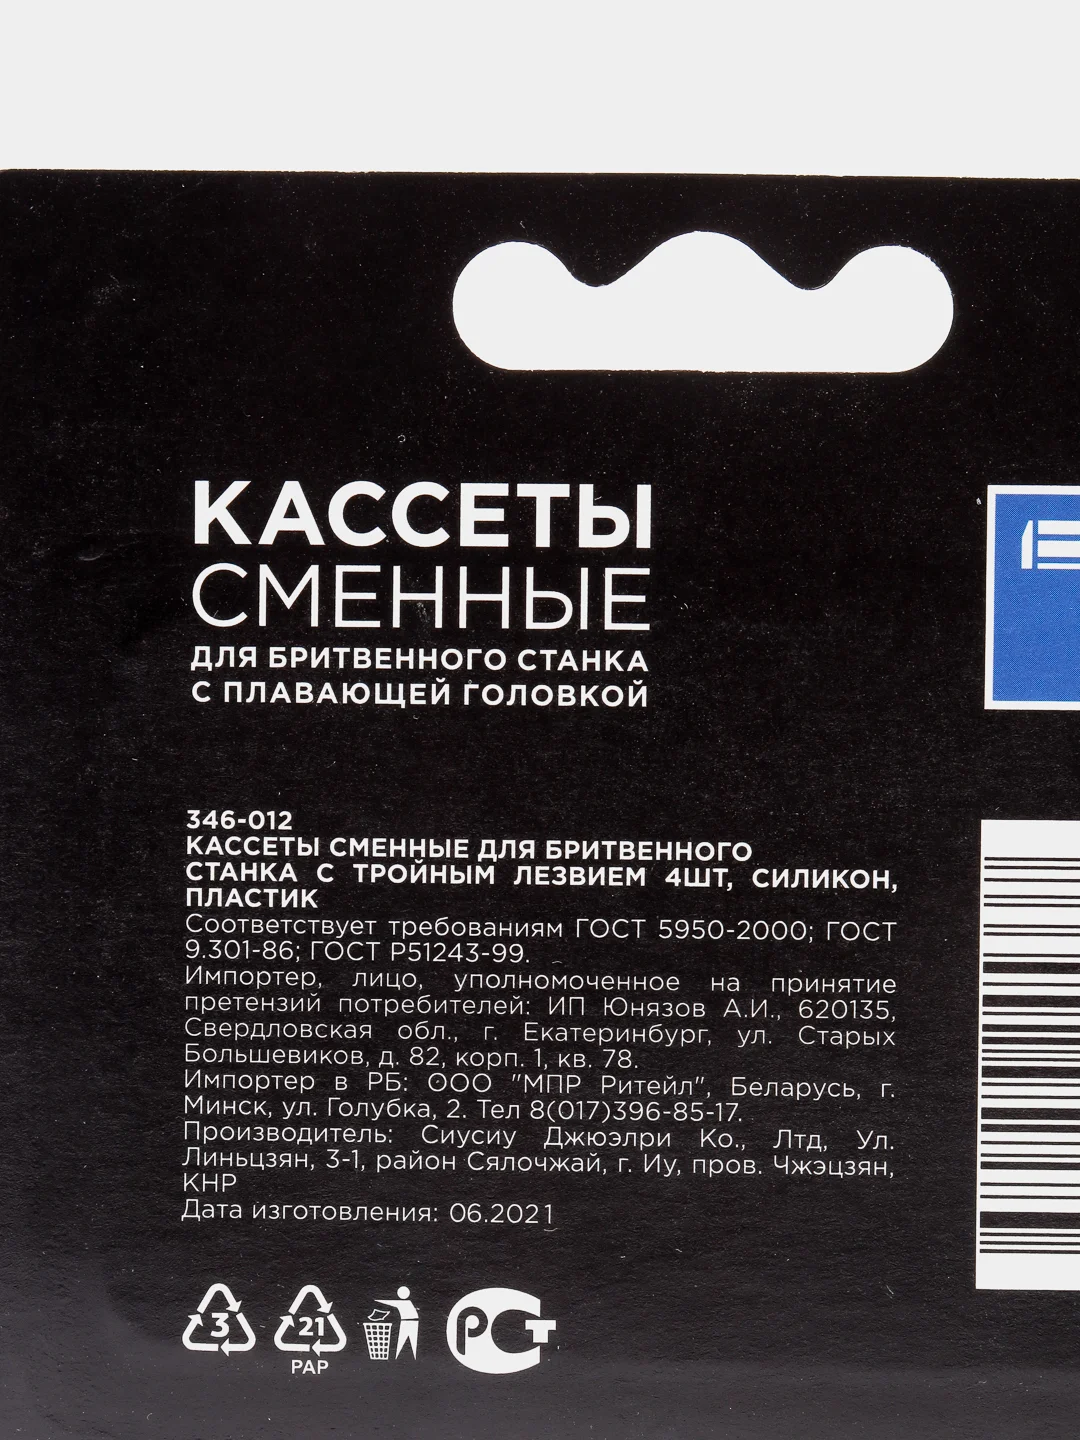 КАССЕТЫ
СМЕННЫЕ
ДЛЯ БРИТВЕННОГО СТАНКА
С ПЛАВАЮЩЕЙ ГОЛОВКОЙ
346-012
КАССЕТЫ СМЕННЫЕ ДЛЯ БРИТВЕННОГО
СТАНКА С ТРОЙНЫМ ЛЕЗВИЕМ 4ШТ, СИЛИКОН,
ПЛАСТИК
Соответствует требованиям ГОСТ 5950-2000; ГОСТ
9.301-86; ГОСТ Р51243-99.
Импортер, лицо, уполномоченное на принятие
претензий потребителей: ИП Юнязов А.И., 620135,
Свердловская обл., г. Екатеринбург, ул. Старых
Большевиков, д. 82, корп. 1, кв. 78.
Импортер в РБ: ООО "МПР Ритейл", Беларусь, г.
Минск, ул. Голубка, 2. Тел 8(017)396-85-17.
Производитель: Сиусиу Джюэлри Ко., Лтд, Ул.
Линьцзян, 3-1, район Сялочжай, г. Иу, пров. Чжэцзян,
КНР
Дата изготовления: 06.2021
3
21
PAP
РСТ